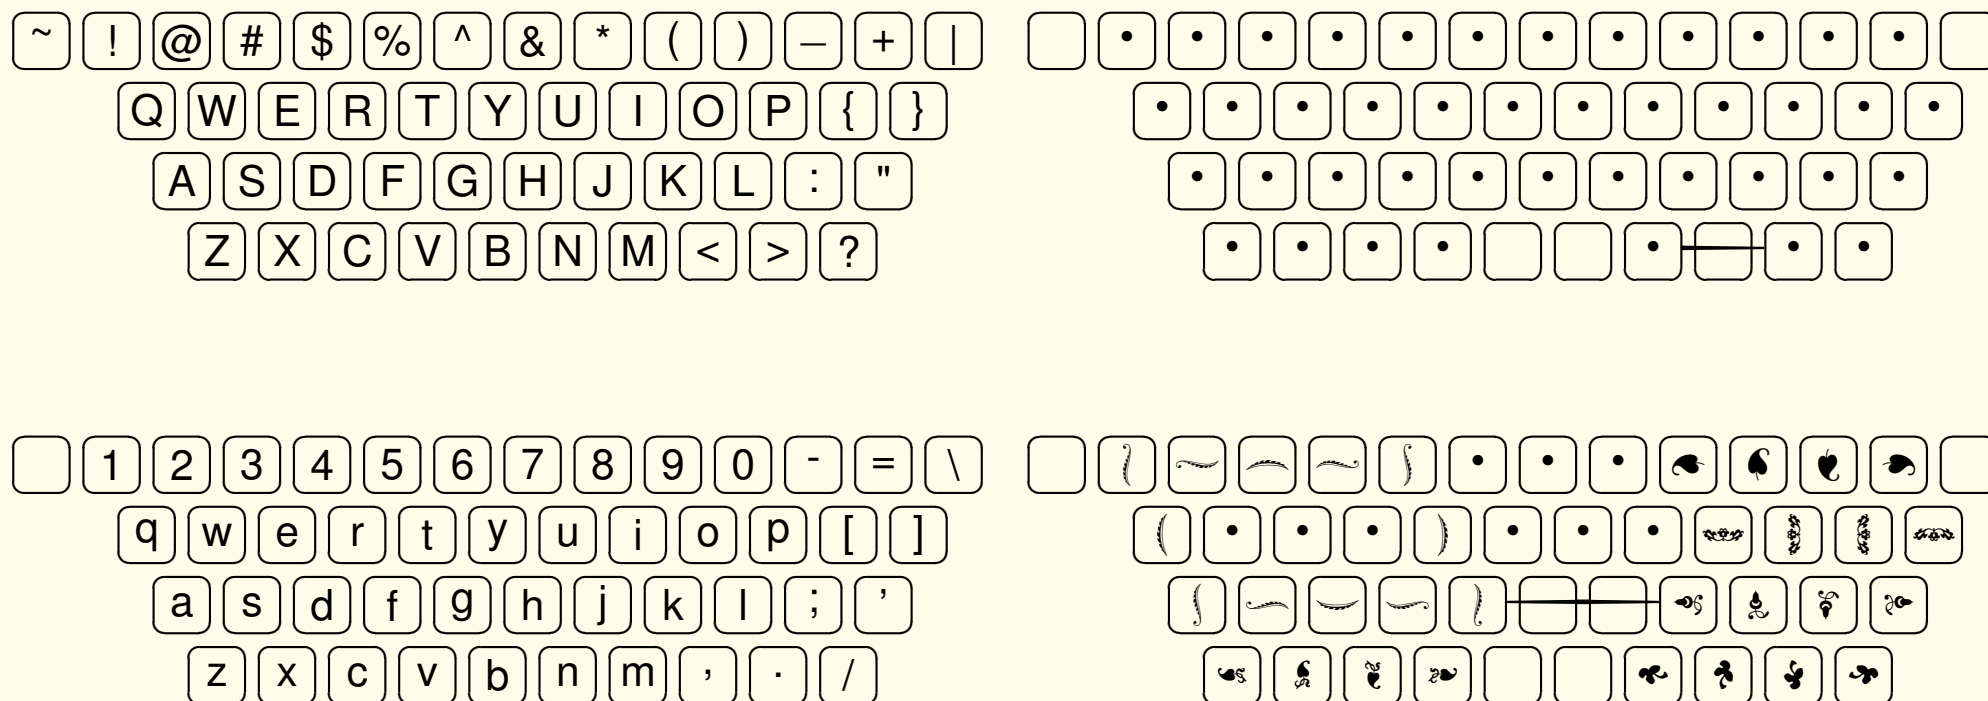 ~ ! @ # $ % ^ & * ( ) _ + |
Q W E R T Y U I O P { }
A S D F G H J K L : "
Z X C V B N M < > ?
1 2 3 4 5 6 7 8 9 0 - = \
q w e r t y u i o p [ ]
a s d f g h j k l ; '
z x c v b n m , . /